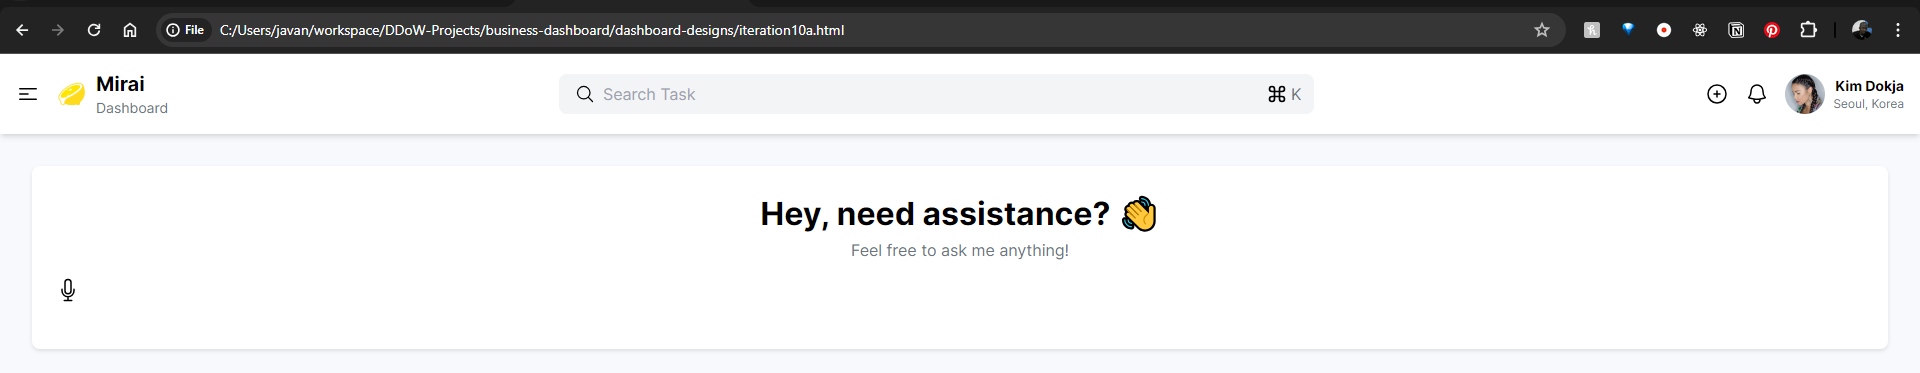 File C:/Users/javan/workspace/DDoW-Projects/business-dashboard/dashboard-designs/iteration10a.html
Mirai
Dashboard
Search Task
⌘ K
Kim Dokja
Seoul, Korea
Hey, need assistance? 👋
Feel free to ask me anything!